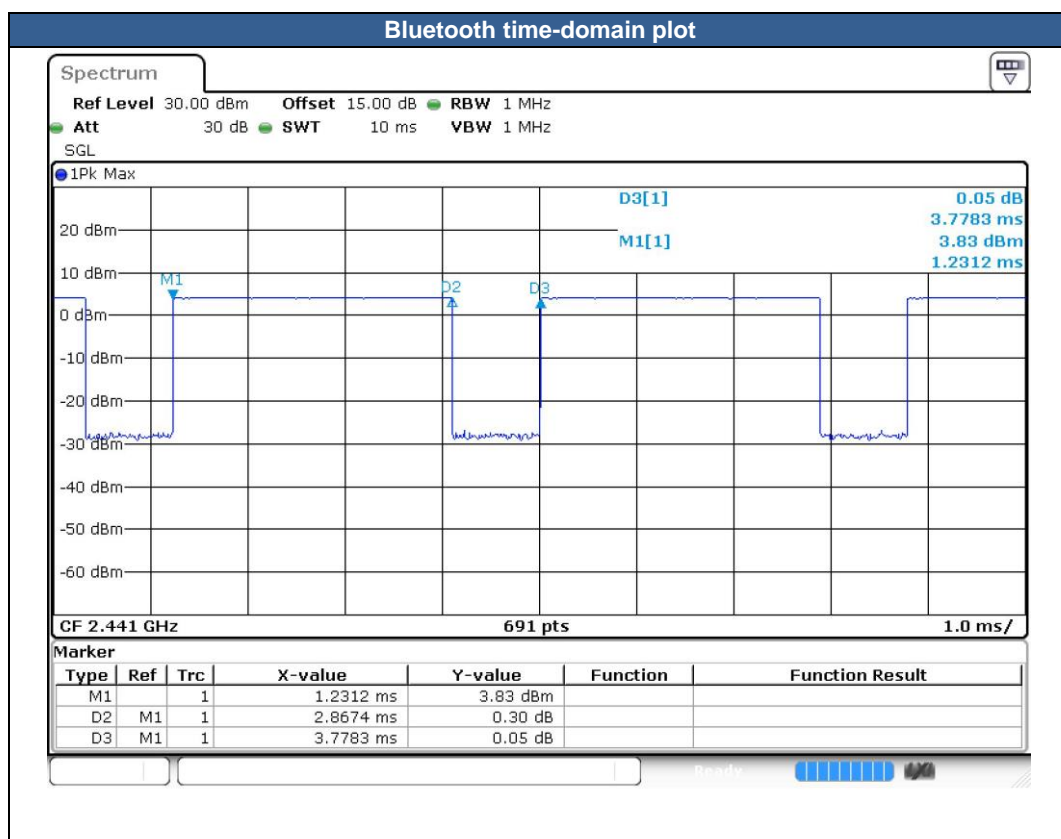 Bluetooth time-domain plot
Spectrum
Ref Level 30.00 dBm Offset 15.00 dB RBW 1 MHz
Att 30 dB SWT 10 ms VBW 1 MHz
SGL
1Pk Max
D3[1] 0.05 dB
3.7783 ms
M1[1] 3.83 dBm
1.2312 ms
20 dBm
10 dBm
M1 D2 D3
0 dBm
-10 dBm
-20 dBm
-30 dBm
-40 dBm
-50 dBm
-60 dBm
CF 2.441 GHz 691 pts 1.0 ms/
Marker
Type Ref Trc X-value Y-value Function Function Result
M1 1 1.2312 ms 3.83 dBm
D2 M1 1 2.8674 ms 0.30 dB
D3 M1 1 3.7783 ms 0.05 dB
Ready